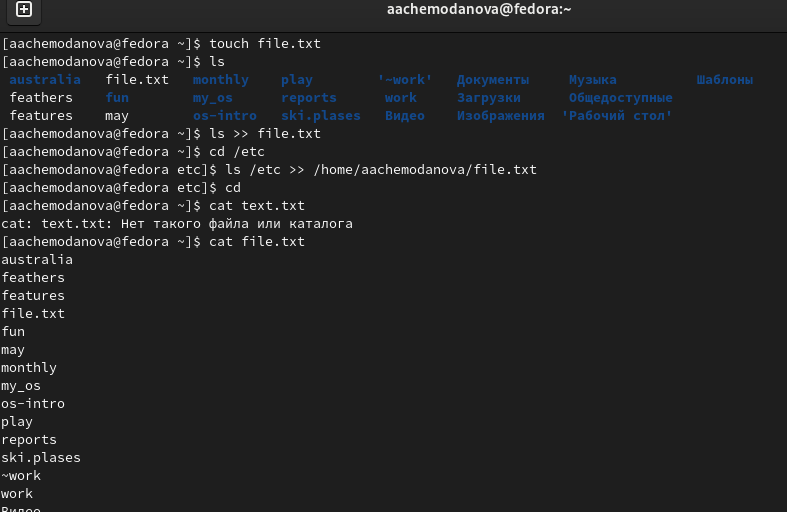 aachemodanova@fedora:~
[aachemodanova@fedora ~]$ touch file.txt
[aachemodanova@fedora ~]$ ls
australia file.txt monthly play '~work' Документы Музыка Шаблоны
feathers fun my_os reports work Загрузки Общедоступные
features may os-intro ski.plases Видео Изображения 'Рабочий стол'
[aachemodanova@fedora ~]$ ls >> file.txt
[aachemodanova@fedora ~]$ cd /etc
[aachemodanova@fedora etc]$ ls /etc >> /home/aachemodanova/file.txt
[aachemodanova@fedora etc]$ cd
[aachemodanova@fedora ~]$ cat text.txt
cat: text.txt: Нет такого файла или каталога
[aachemodanova@fedora ~]$ cat file.txt
australia
feathers
features
file.txt
fun
may
monthly
my_os
os-intro
play
reports
ski.plases
~work
work
Видео